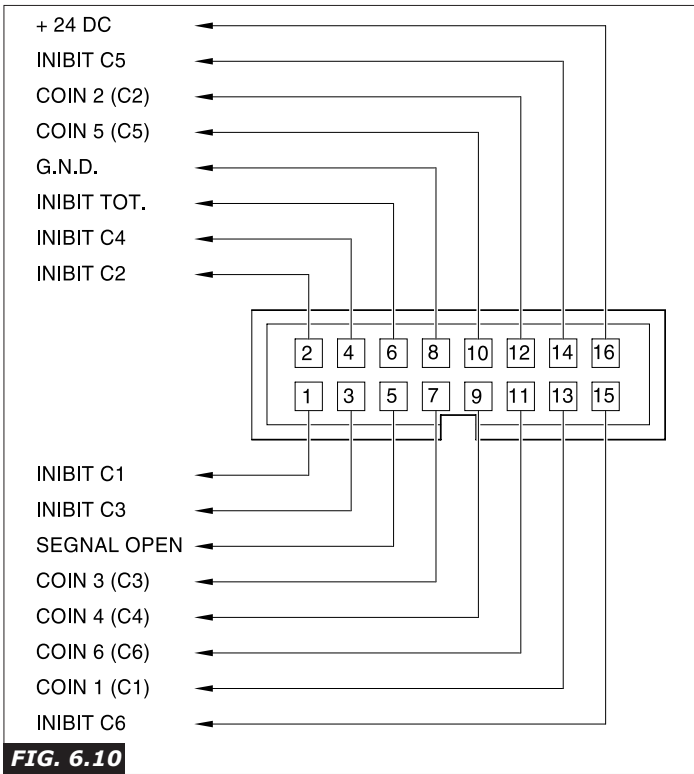 + 24 DC
INIBIT C5
COIN 2 (C2)
COIN 5 (C5)
G.N.D.
INIBIT TOT.
INIBIT C4
INIBIT C2
2 4 6 8 10 12 14 16
1 3 5 7 9 11 13 15
INIBIT C1
INIBIT C3
SEGNAL OPEN
COIN 3 (C3)
COIN 4 (C4)
COIN 6 (C6)
COIN 1 (C1)
INIBIT C6
FIG. 6.10